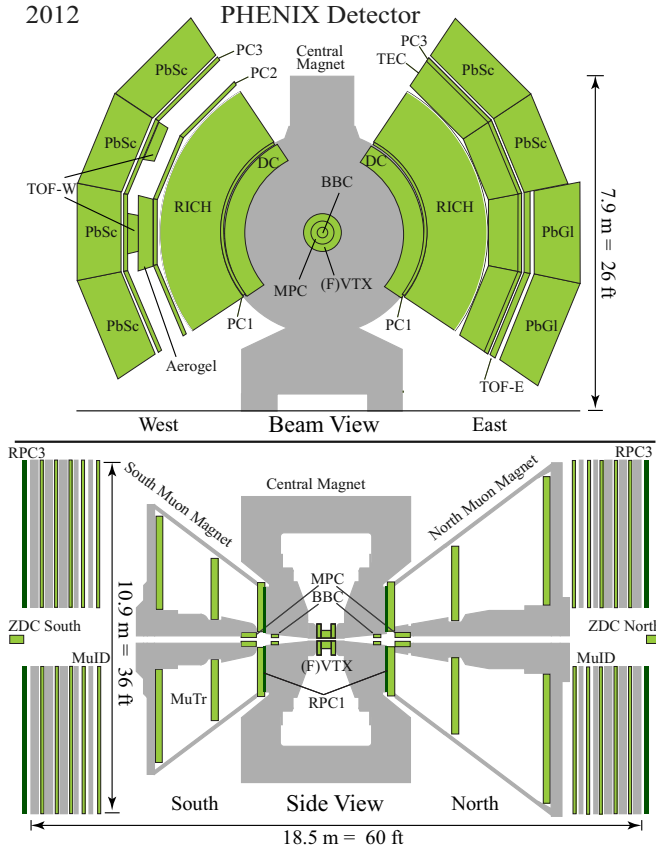 2012
PHENIX Detector
Central
Magnet
PC3
PC2
PbSc
PbSc
TOF-W
PbSc
PbSc
RICH
DC
BBC
MPC
(F)VTX
PC1
Aerogel
PC3
TEC
PbSc
PbSc
DC
RICH
PbGl
PbGl
PC1
TOF-E
7.9 m = 26 ft
West
Beam View
East
RPC3
South Muon Magnet
Central Magnet
North Muon Magnet
RPC3
MPC
BBC
ZDC South
ZDC North
10.9 m = 36 ft
MuID
(F)VTX
MuID
MuTr
RPC1
South
Side View
North
18.5 m = 60 ft